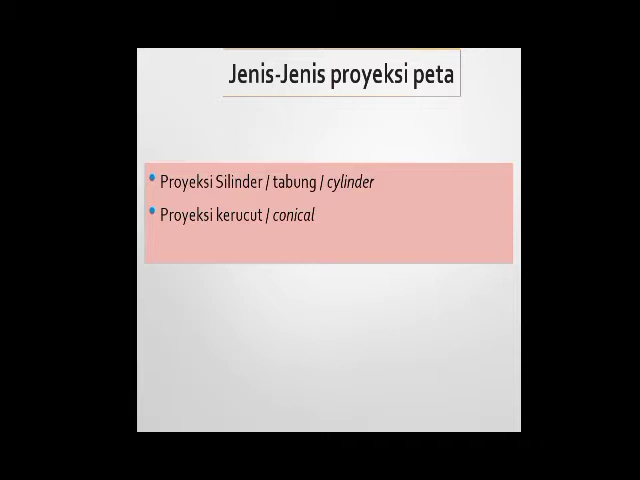 Jenis-Jenis proyeksi peta
Proyeksi Silinder / tabung / cylinder
Proyeksi kerucut / conical